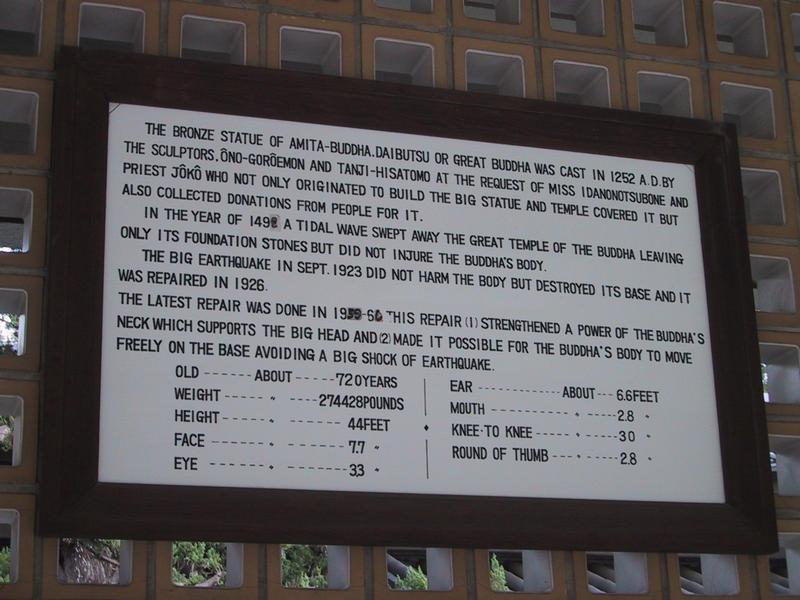 THE BRONZE STATUE OF AMITA-BUDDHA. DAIBUTSU OR GREAT BUDDHA WAS CAST IN 1252 A.D. BY
THE SCULPTORS. ŌNO-GORŌEMON AND TANJI-HISATOMO AT THE REQUEST OF MISS IDANONOTSUBONE AND
PRIEST JŌKŌ WHO NOT ONLY ORIGINATED TO BUILD THE BIG STATUE AND TEMPLE COVERED IT BUT
ALSO COLLECTED DONATIONS FROM PEOPLE FOR IT.
IN THE YEAR OF A TIDAL WAVE SWEPT AWAY THE GREAT TEMPLE OF THE BUDDHA LEAVING
ONLY ITS FOUNDATION STONES BUT DID NOT INJURE THE BUDDHA'S BODY.
THE BIG EARTHQUAKE IN SEPT. 1923 DID NOT HARM THE BODY BUT DESTROYED ITS BASE AND IT
WAS REPAIRED IN 1926.
THE LATEST REPAIR WAS DONE IN THIS REPAIR (1) STRENGTHENED A POWER OF THE BUDDHA'S
NECK WHICH SUPPORTS THE BIG HEAD AND (2) MADE IT POSSIBLE FOR THE BUDDHA'S BODY TO MOVE
FREELY ON THE BASE AVOIDING A BIG SHOCK OF EARTHQUAKE.
OLD ------- ABOUT ------ 720YEARS
WEIGHT ----- 〃 ----- 274428POUNDS
HEIGHT ----- 〃 ------- 44FEET
FACE ------- 〃 ------- 7.7 〃
EYE ------- 〃 ------- 3.3 〃
EAR ------------ ABOUT --- 6.6FEET
MOUTH ------------ 〃 ----- 2.8 〃
KNEE-TO KNEE ----- 〃 ----- 30 〃
ROUND OF THUMB ---- 〃 ----- 2.8 〃